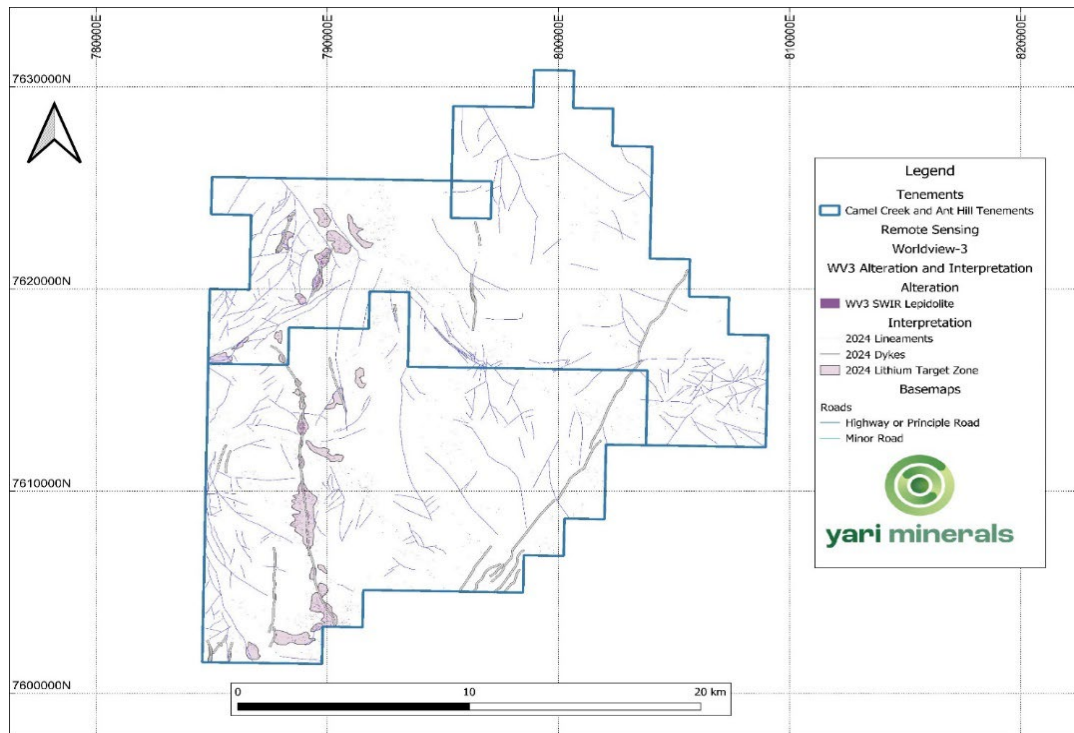 780000E
790000E
800000E
810000E
820000E
7630000N
7620000N
7610000N
7600000N
Legend
Tenements
Camel Creek and Ant Hill Tenements
Remote Sensing
Worldview-3
WV3 Alteration and Interpretation
Alteration
WV3 SWIR Lepidolite
Interpretation
2024 Lineaments
2024 Dykes
2024 Lithium Target Zone
Basemaps
Roads
Highway or Principle Road
Minor Road
yari minerals
0 10 20 km